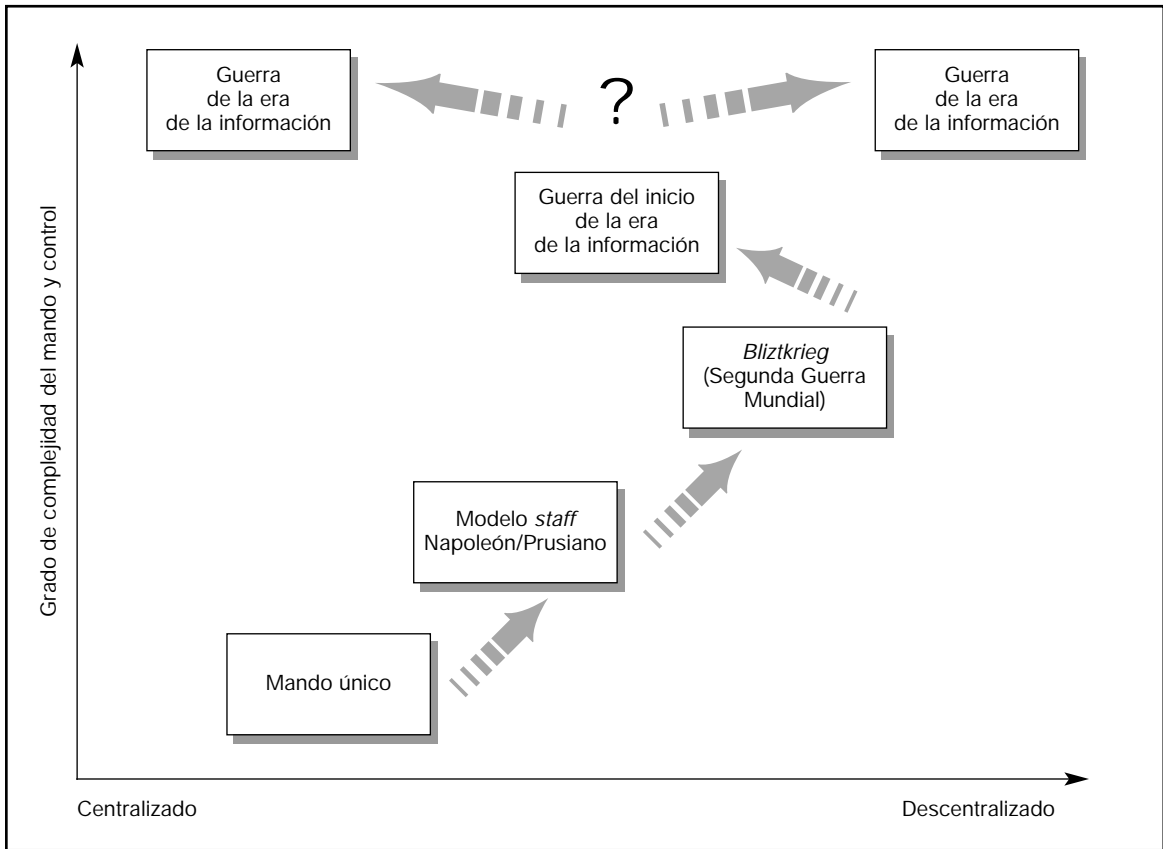 Guerra
de la era
de la información
?
Guerra
de la era
de la información
Guerra del inicio
de la era
de la información
Bliztkrieg
(Segunda Guerra
Mundial)
Modelo staff
Napoleón/Prusiano
Mando único
Grado de complejidad del mando y control
Centralizado
Descentralizado